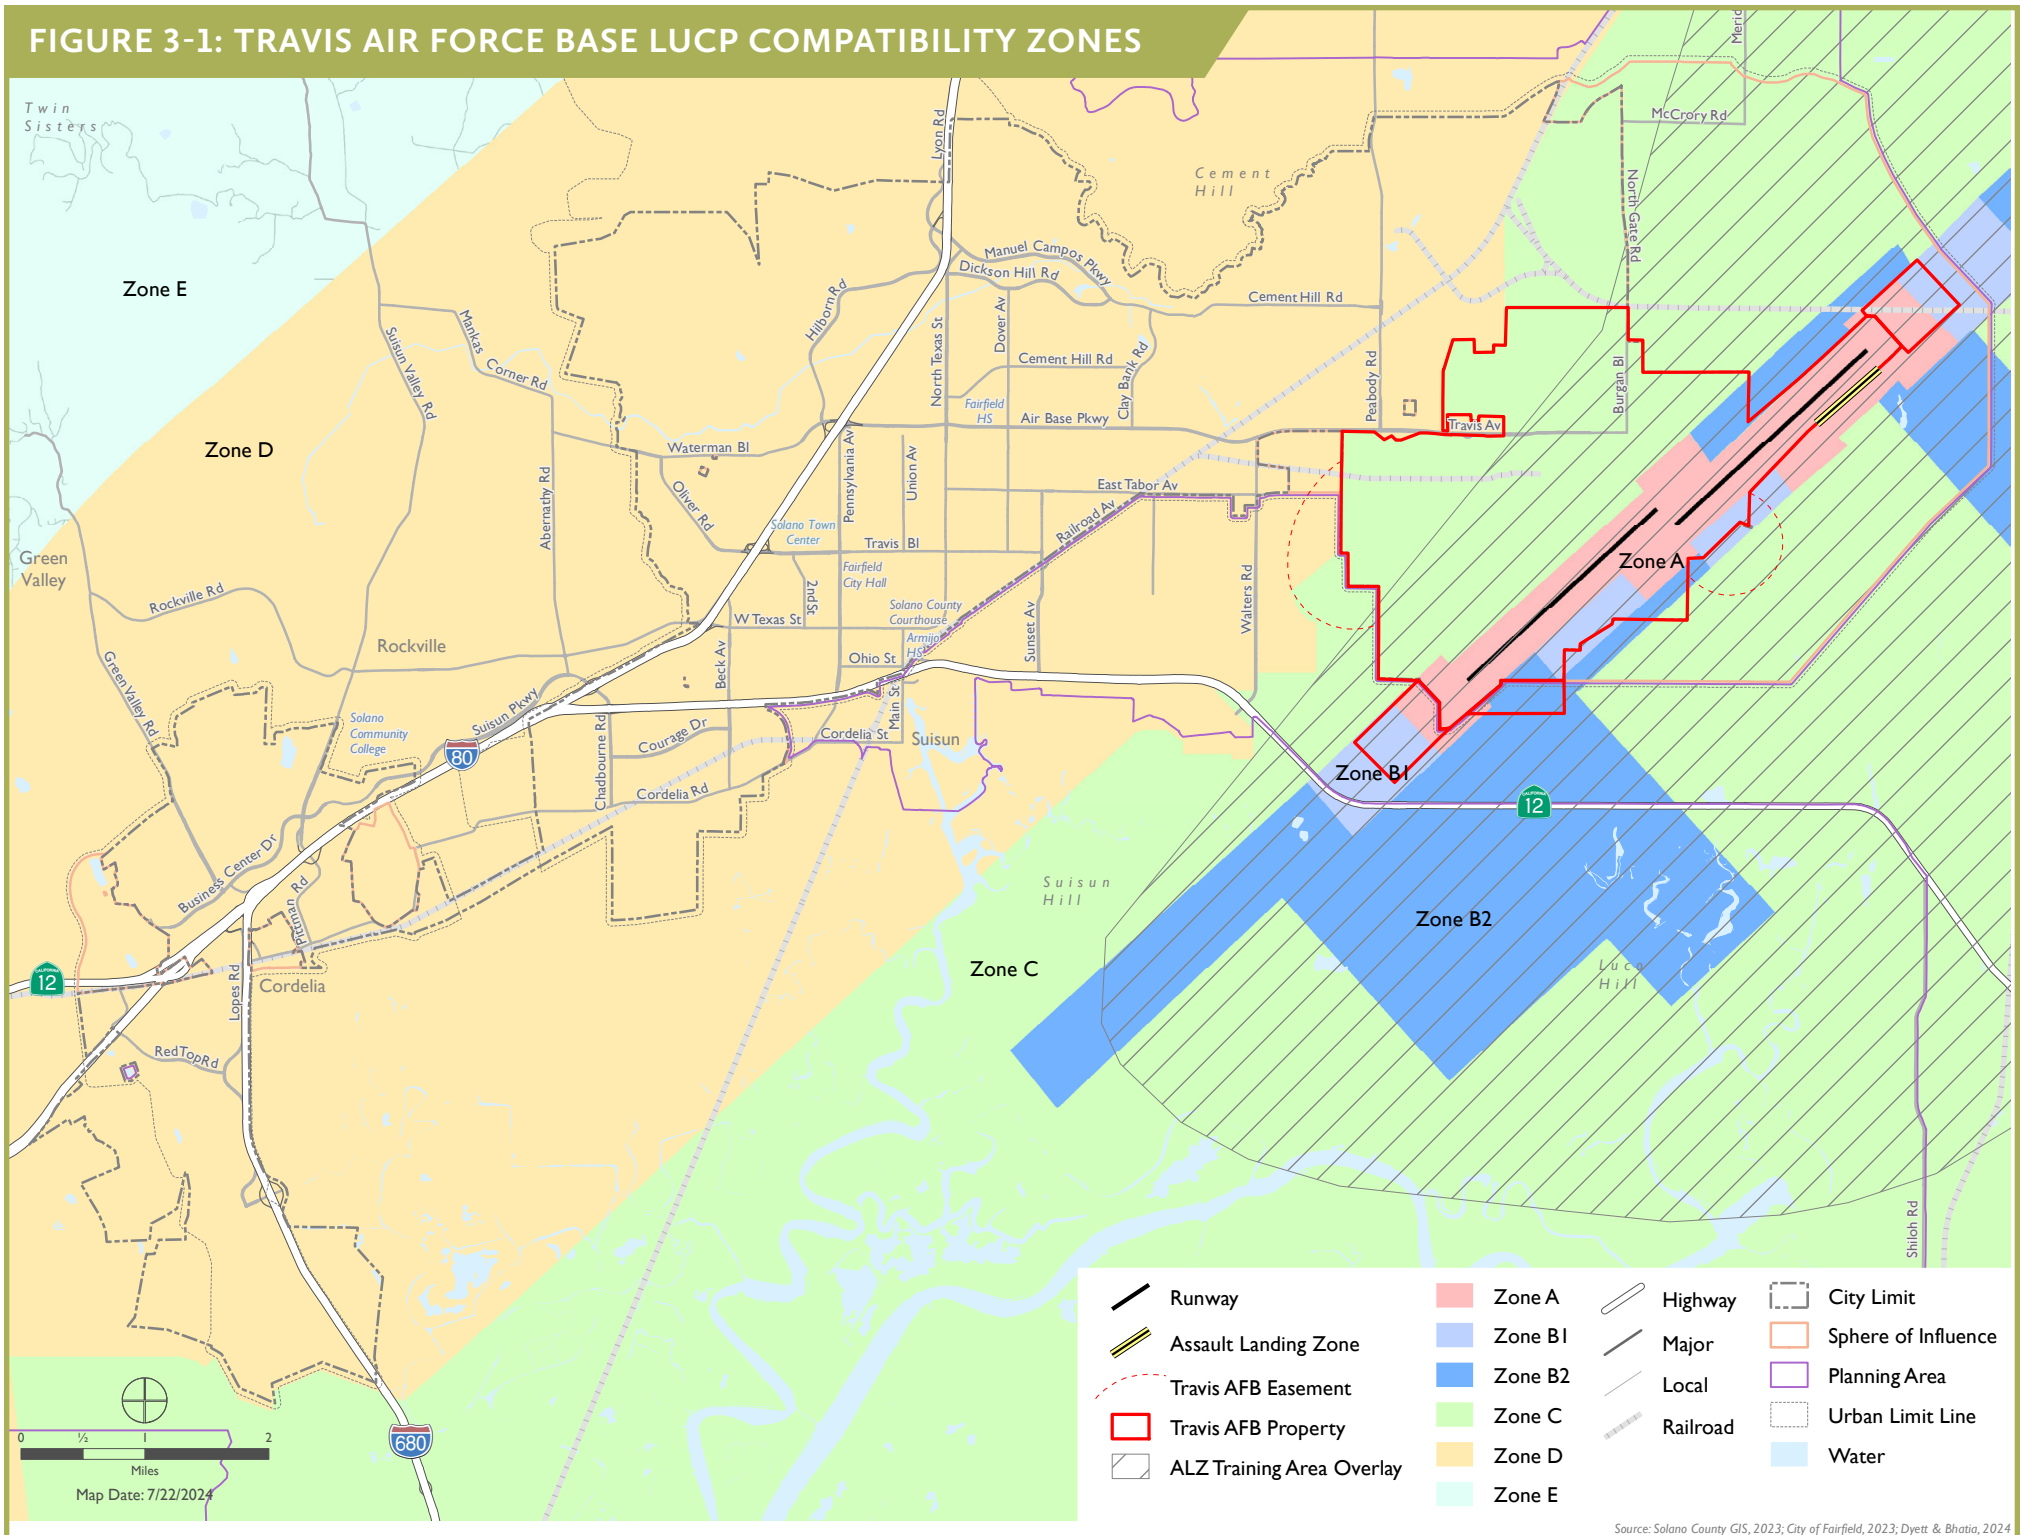 FIGURE 3-1: TRAVIS AIR FORCE BASE LUCP COMPATIBILITY ZONES
Twin
Sisters
Lyon Rd
Merid
McCrory Rd
Cement
Hill
North Gate Rd
Manuel Campos Pkwy
Dickson Hill Rd
Zone E
Cement Hill Rd
Hilborn Rd
Mankas
Corner Rd
Suisun Valley Rd
North Texas St
Dover Av
Cement Hill Rd
Clay Bank Rd
Peabody Rd
Burgan Bl
Fairfield
HS
Air Base Pkwy
Travis Av
Zone D
Waterman Bl
Pennsylvania Av
Union Av
Oliver Rd
Abernathy Rd
East Tabor Av
Railroad Av
Solano Town
Center
Travis Bl
Green
Valley
Fairfield
City Hall
Zone A
2nd St
Walters Rd
Rockville Rd
Solano County
Courthouse
W Texas St
Sunset Av
Armijo
HS
Rockville
Ohio St
Beck Av
Green Valley Rd
Suisun Pkwy
Main St
Solano
Community
College
Courage Dr
Cordelia St
Suisun
80
Chadbourne Rd
Zone B1
Cordelia Rd
CALIFORNIA
12
Business Center Dr
Suisun
Hill
Pittman Rd
Zone B2
Zone C
Luco
Hill
CALIFORNIA
12
Lopes Rd
Cordelia
Red Top Rd
Shiloh Rd
680
0
½
1
2
Miles
Map Date: 7/22/2024
Runway
Assault Landing Zone
Travis AFB Easement
Travis AFB Property
ALZ Training Area Overlay
Zone A
Zone B1
Zone B2
Zone C
Zone D
Zone E
Highway
Major
Local
Railroad
City Limit
Sphere of Influence
Planning Area
Urban Limit Line
Water
Source: Solano County GIS, 2023; City of Fairfield, 2023; Dyett & Bhatia, 2024